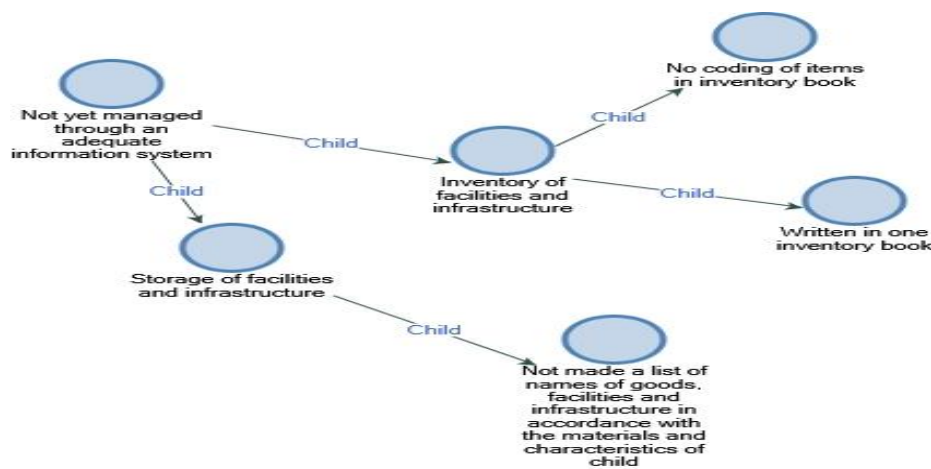 No coding of items
in inventory book
Not yet managed
through an
adequate
information system
Child
Child
Inventory of
facilities and
infrastructure
Child
Written in one
inventory book
Child
Storage of facilities
and infrastructure
Child
Not made a list of
names of goods,
facilities and
infrastructure in
accordance with
the materials and
characteristics of
child